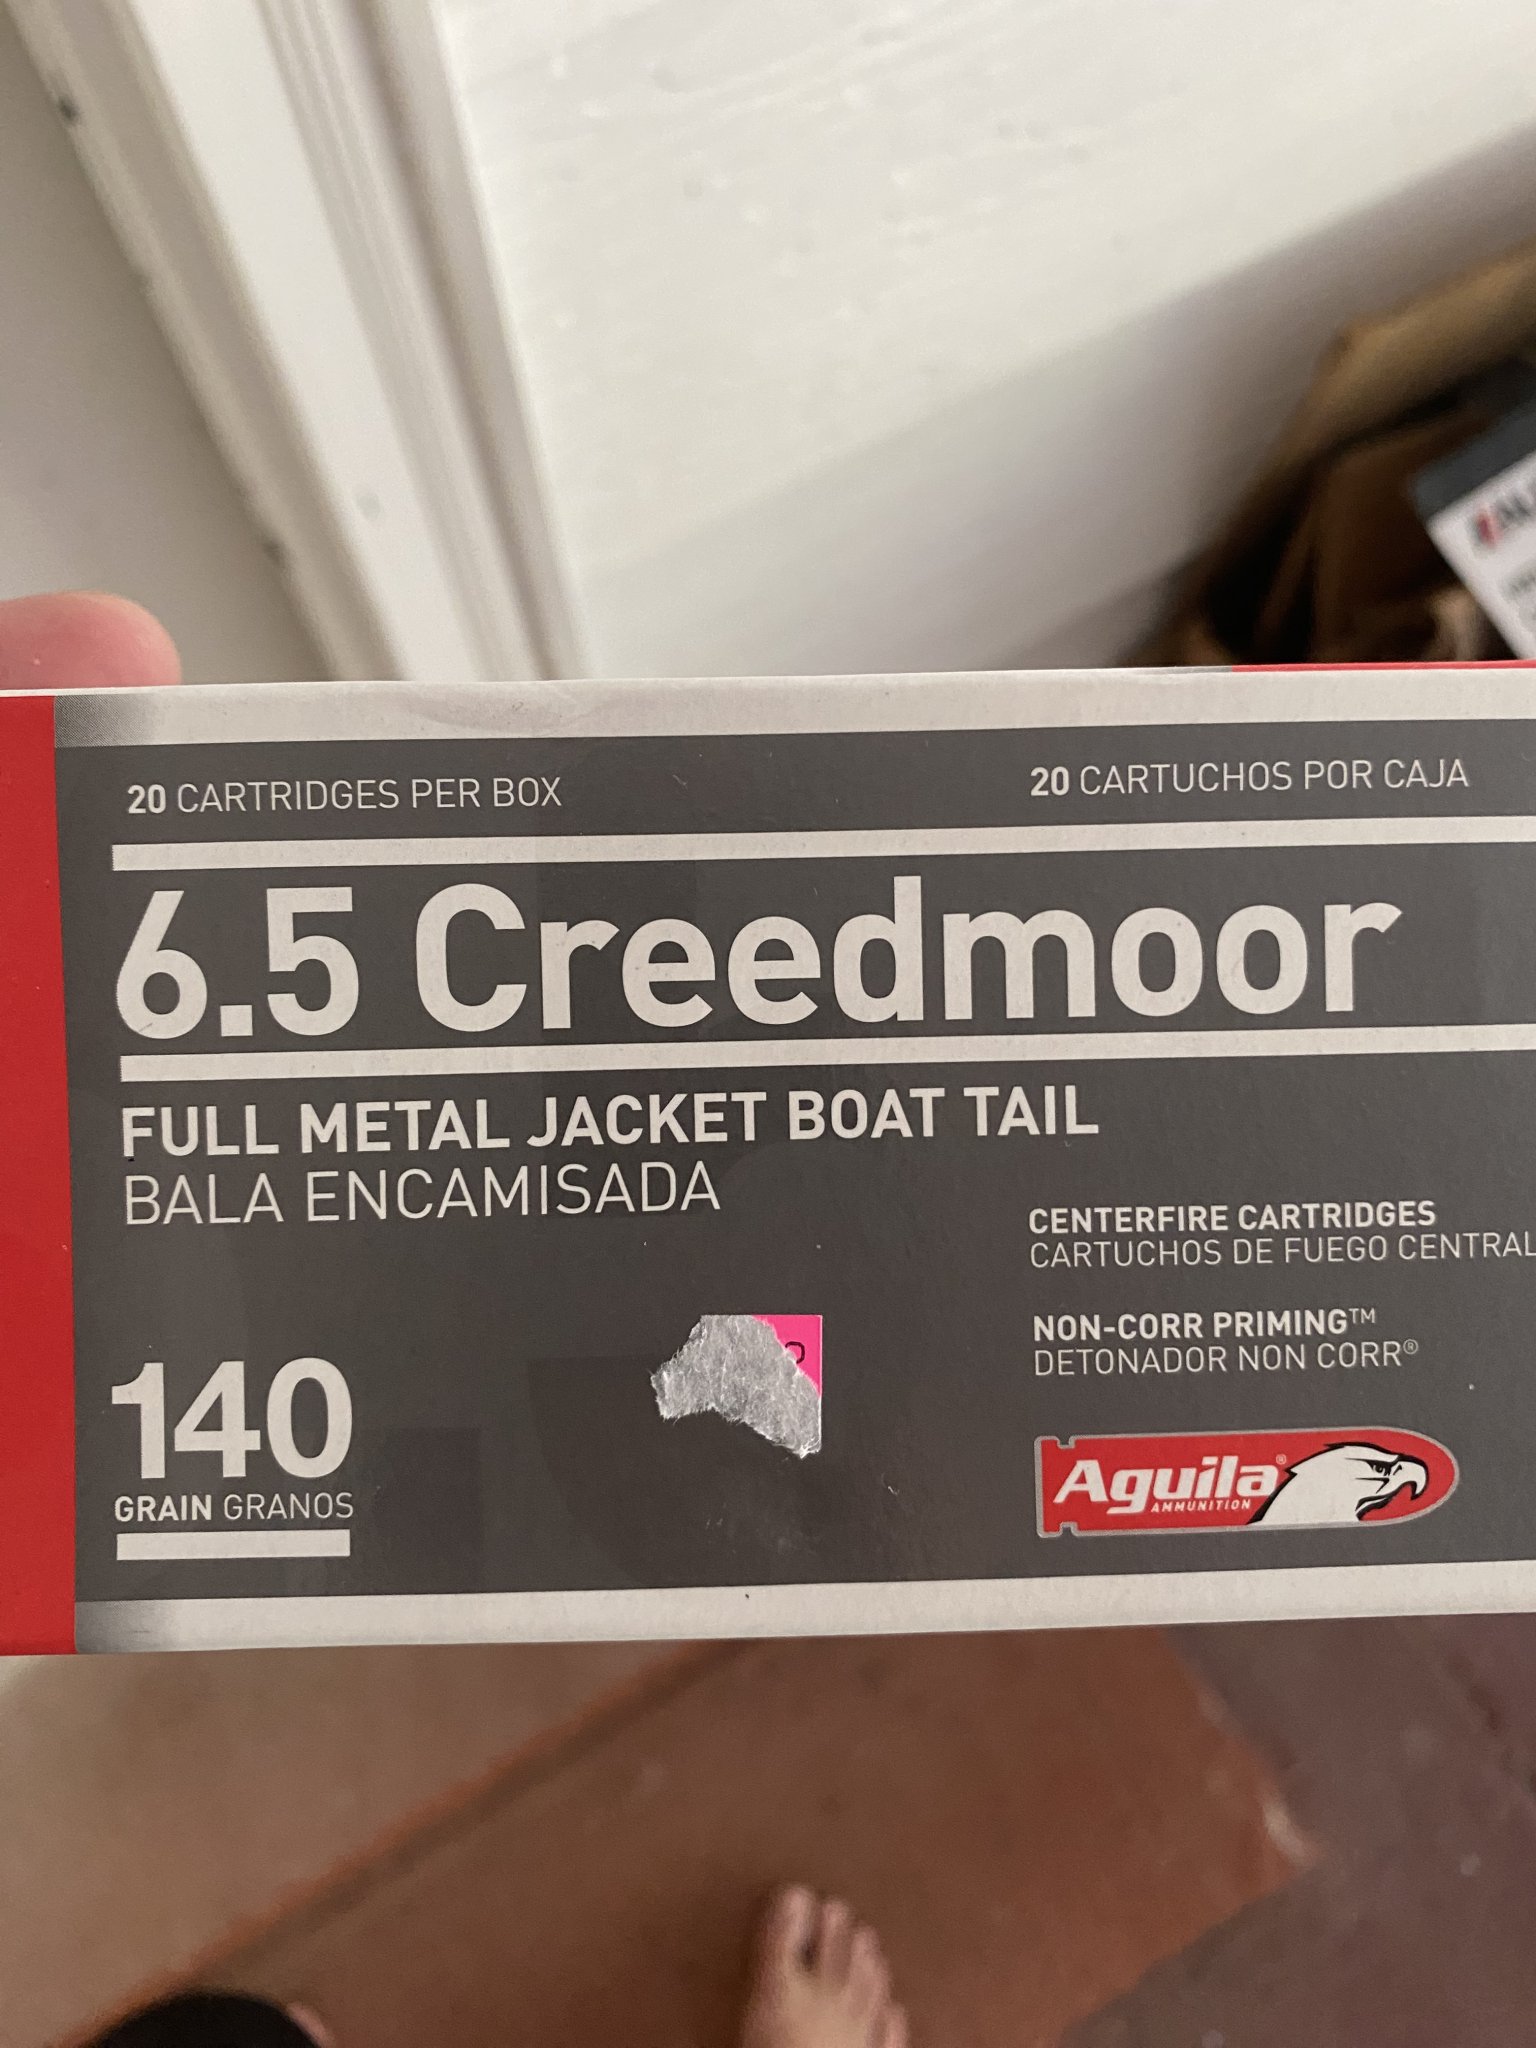 20 CARTRIDGES PER BOX
20 CARTUCHOS POR CAJA
6.5 Creedmoor
FULL METAL JACKET BOAT TAIL
BALA ENCAMISADA
CENTERFIRE CARTRIDGES
CARTUCHOS DE FUEGO CENTRAL
NON-CORR PRIMING™
DETONADOR NON CORR®
140
GRAIN GRANOS
Aguila®
AMMUNITION